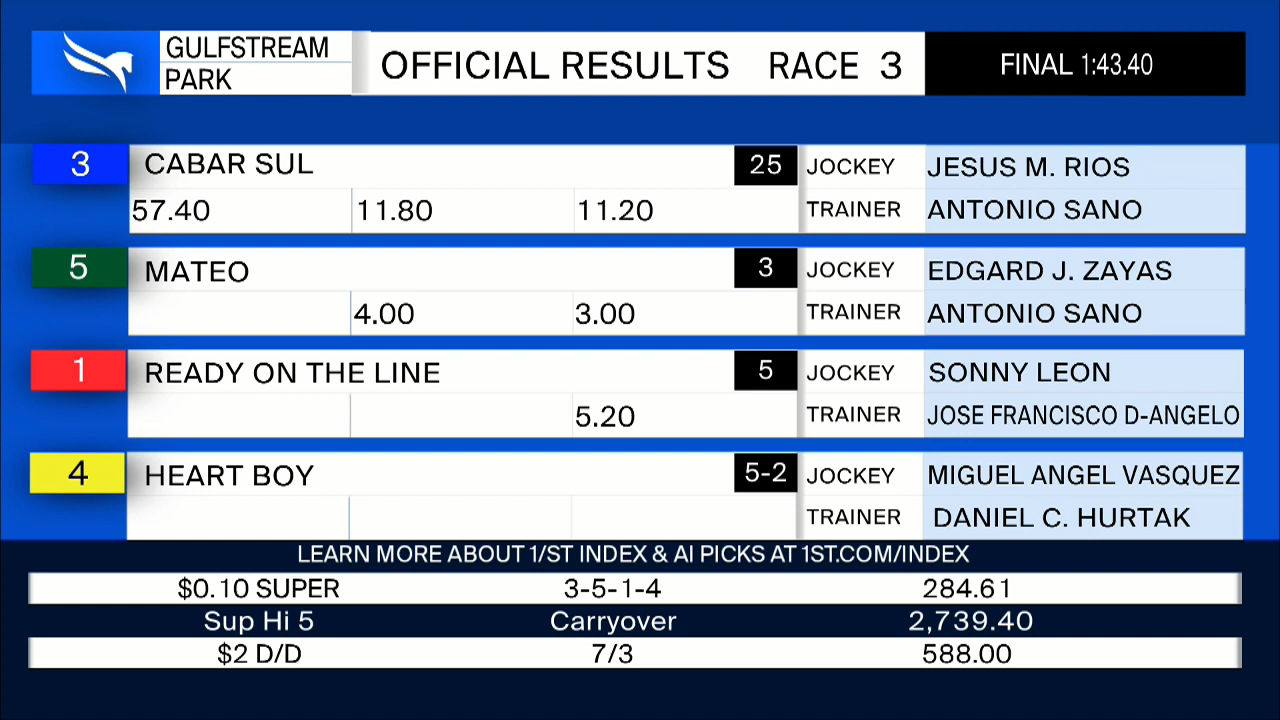 GULFSTREAM
PARK
OFFICIAL RESULTS RACE 3
FINAL 1:43.40
3 CABAR SUL 25 JOCKEY JESUS M. RIOS
57.40 11.80 11.20 TRAINER ANTONIO SANO
5 MATEO 3 JOCKEY EDGARD J. ZAYAS
4.00 3.00 TRAINER ANTONIO SANO
1 READY ON THE LINE 5 JOCKEY SONNY LEON
5.20 TRAINER JOSE FRANCISCO D-ANGELO
4 HEART BOY 5-2 JOCKEY MIGUEL ANGEL VASQUEZ
TRAINER DANIEL C. HURTAK
LEARN MORE ABOUT 1/ST INDEX & AI PICKS AT 1ST.COM/INDEX
$0.10 SUPER 3-5-1-4 284.61
Sup Hi 5 Carryover 2,739.40
$2 D/D 7/3 588.00